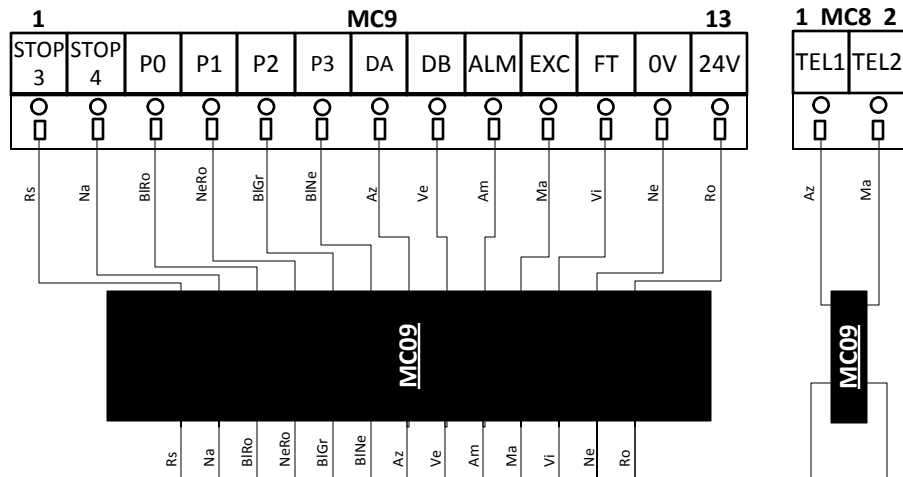 1 MC9 13 1 MC8 2
STOP 3 STOP 4 P0 P1 P2 P3 DA DB ALM EXC FT 0V 24V TEL1 TEL2
Rs Na BlRo NeRo BlGr BlNe Az Ve Am Ma Vi Ne Ro Az Ma
MC09 MC09
Rs Na BlRo NeRo BlGr BlNe Az Ve Am Ma Vi Ne Ro